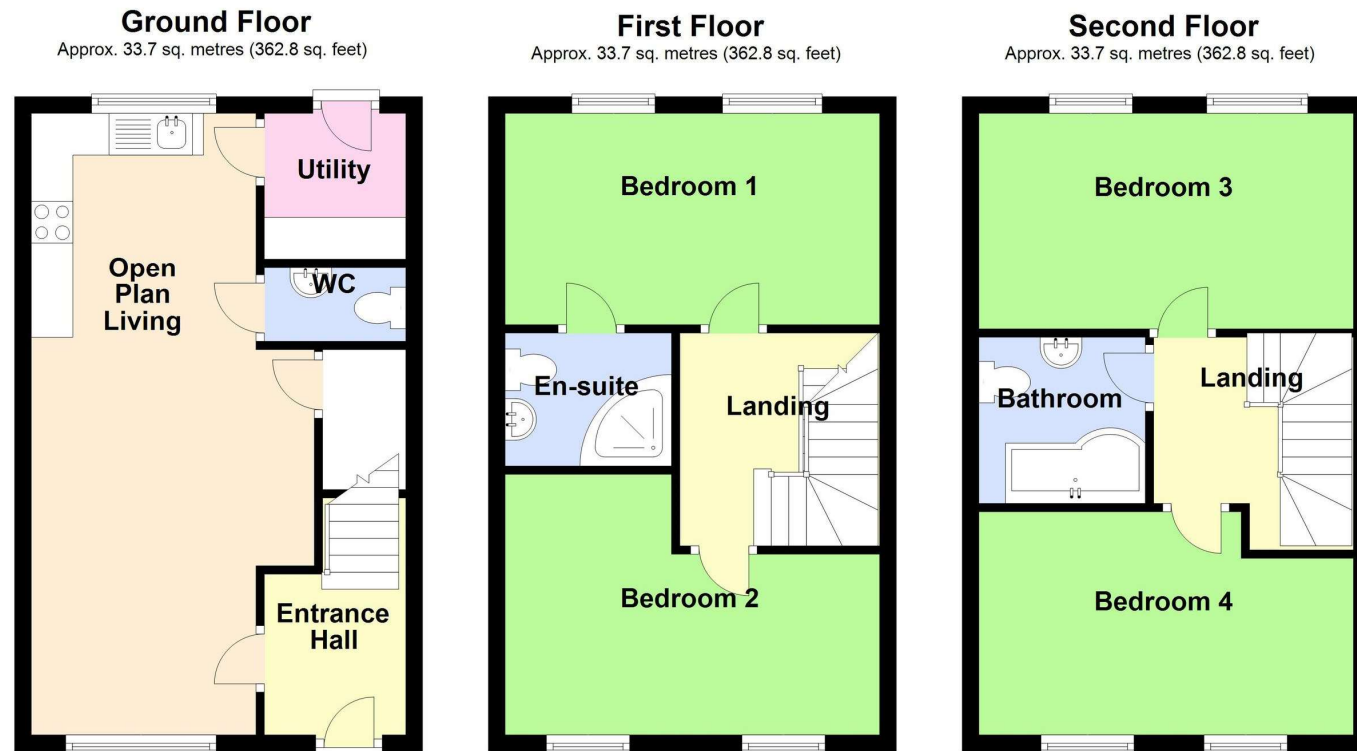 Ground Floor
Approx. 33.7 sq. metres (362.8 sq. feet)
Utility
Open
Plan
Living
WC
Entrance
Hall
First Floor
Approx. 33.7 sq. metres (362.8 sq. feet)
Bedroom 1
En-suite
Landing
Bedroom 2
Second Floor
Approx. 33.7 sq. metres (362.8 sq. feet)
Bedroom 3
Bathroom
Landing
Bedroom 4